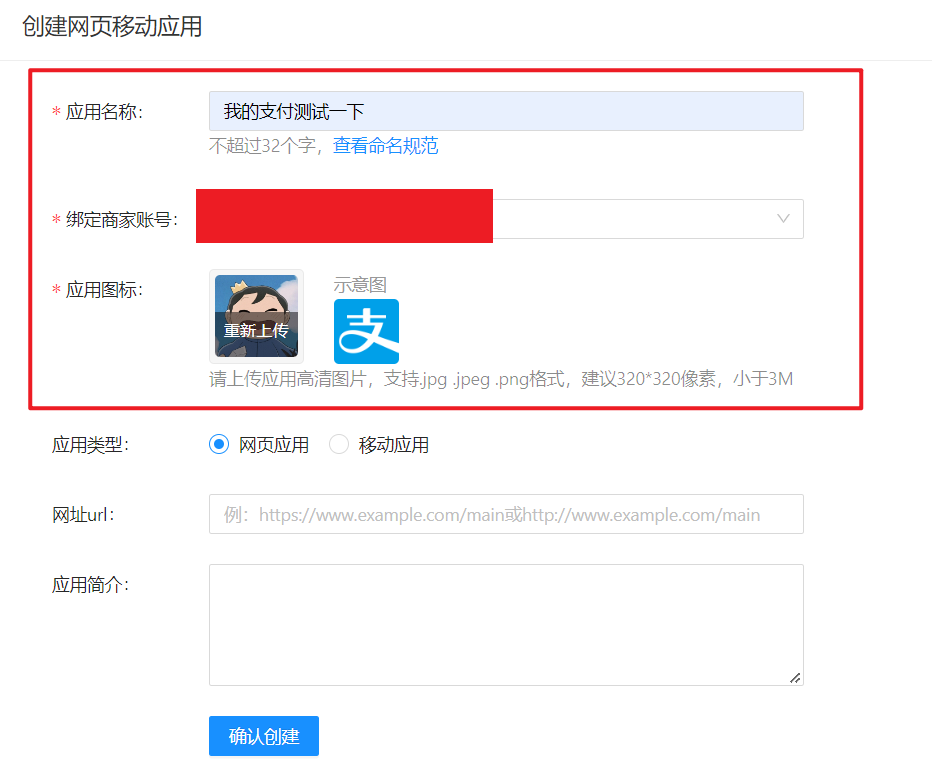 创建网页移动应用
* 应用名称：
我的支付测试一下
不超过32个字，查看命名规范
* 绑定商家账号：
* 应用图标：
重新上传
示意图
支
请上传应用高清图片，支持.jpg .jpeg .png格式，建议320*320像素，小于3M
应用类型： 网页应用 移动应用
网址url：
例：https://www.example.com/main或http://www.example.com/main
应用简介：
确认创建